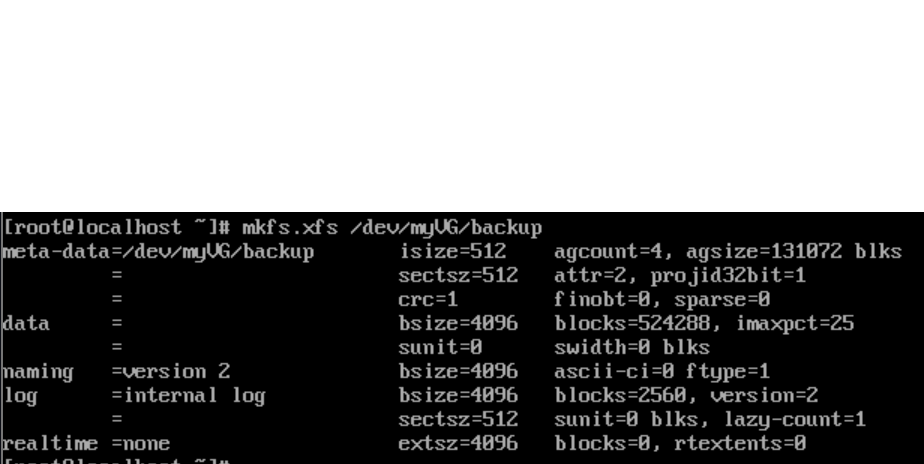 [root@localhost ~]# mkfs.xfs /dev/myVG/backup
meta-data=/dev/myVG/backup isize=512 agcount=4, agsize=131072 blks
= sectsz=512 attr=2, projid32bit=1
= crc=1 finobt=0, sparse=0
data = bsize=4096 blocks=524288, imaxpct=25
= sunit=0 swidth=0 blks
naming =version 2 bsize=4096 ascii-ci=0 ftype=1
log =internal log bsize=4096 blocks=2560, version=2
= sectsz=512 sunit=0 blks, lazy-count=1
realtime =none extsz=4096 blocks=0, rtextents=0
[root@localhost ~]#